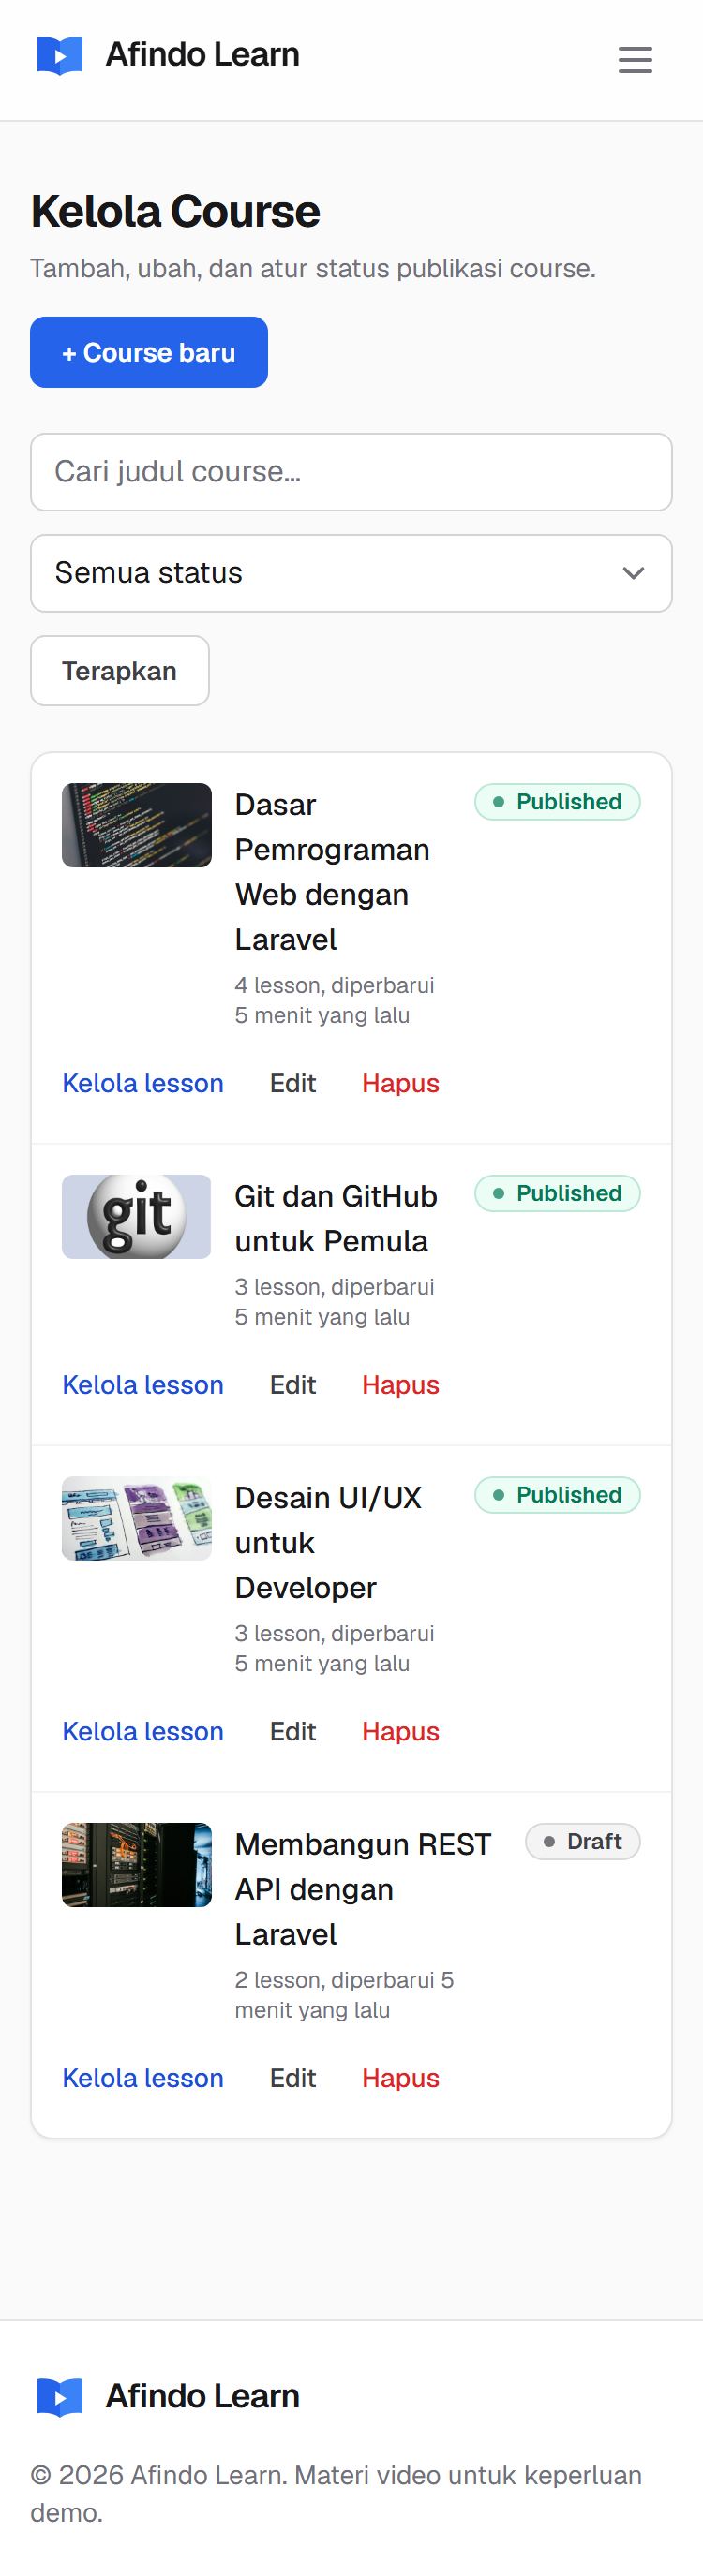 Afindo Learn
Kelola Course
Tambah, ubah, dan atur status publikasi course.
+ Course baru
Cari judul course...
Semua status
Terapkan
Dasar
Pemrograman
Web dengan
Laravel
Published
4 lesson, diperbarui
5 menit yang lalu
Kelola lesson Edit Hapus
git
Git dan GitHub
untuk Pemula
Published
3 lesson, diperbarui
5 menit yang lalu
Kelola lesson Edit Hapus
Desain UI/UX
untuk
Developer
Published
3 lesson, diperbarui
5 menit yang lalu
Kelola lesson Edit Hapus
Membangun REST
API dengan
Laravel
Draft
2 lesson, diperbarui 5
menit yang lalu
Kelola lesson Edit Hapus
Afindo Learn
© 2026 Afindo Learn. Materi video untuk keperluan
demo.